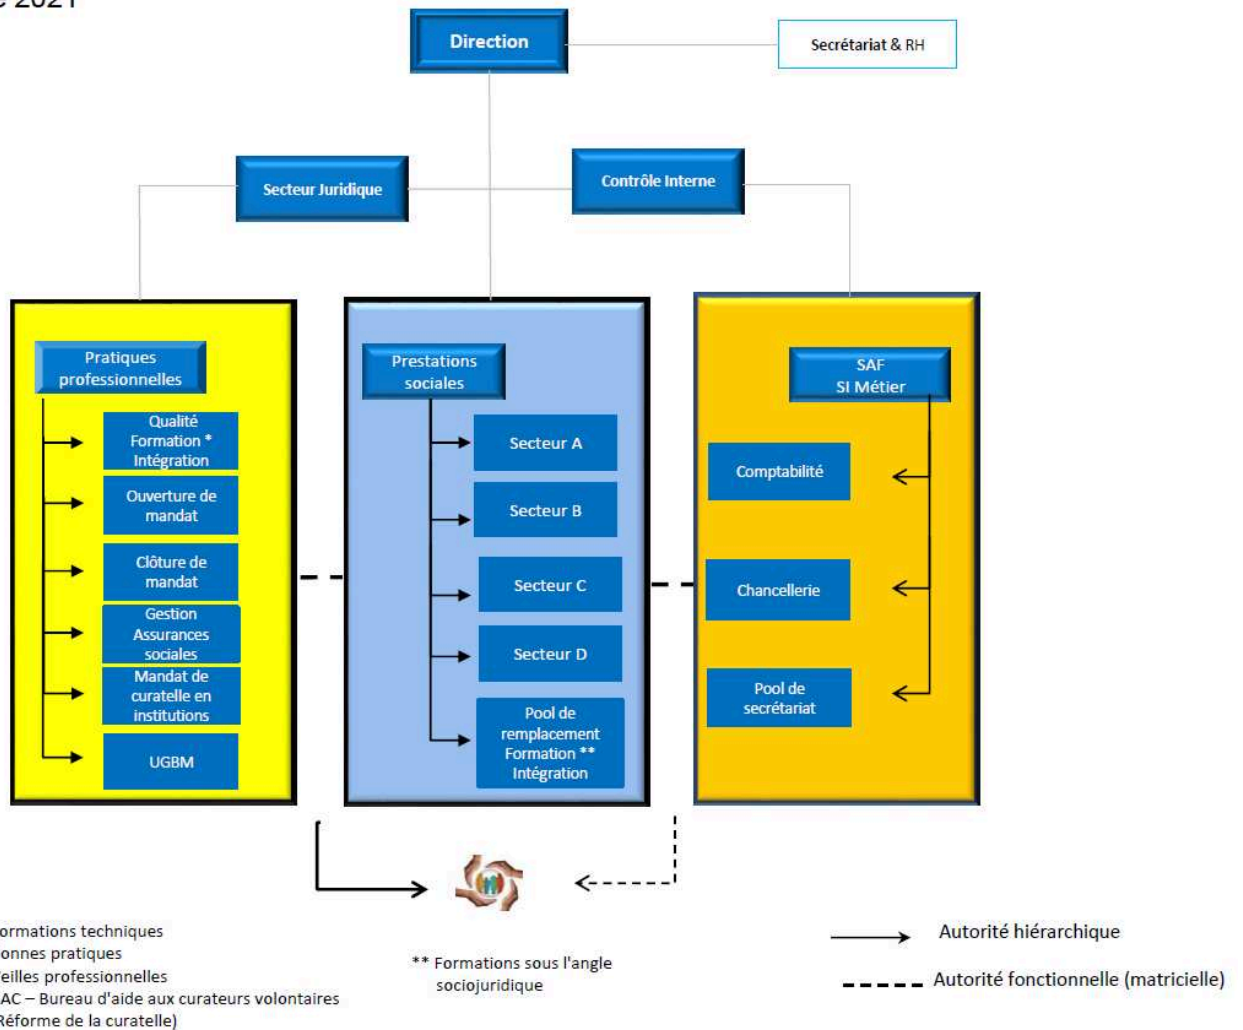 2021
Direction
Secrétariat & RH
Secteur Juridique
Contrôle Interne
Pratiques
professionnelles
Qualité
Formation *
Intégration
Ouverture de
mandat
Clôture de
mandat
Gestion
Assurances
sociales
Mandat de
curatelle en
institutions
UGBM
Prestations
sociales
Secteur A
Secteur B
Secteur C
Secteur D
Pool de
remplacement
Formation **
Intégration
SAF
SI Métier
Comptabilité
Chancellerie
Pool de
secrétariat
ormations techniques
onnes pratiques
eilles professionnelles
AC – Bureau d'aide aux curateurs volontaires
Réforme de la curatelle)
** Formations sous l'angle
sociojuridique
Autorité hiérarchique
Autorité fonctionnelle (matricielle)